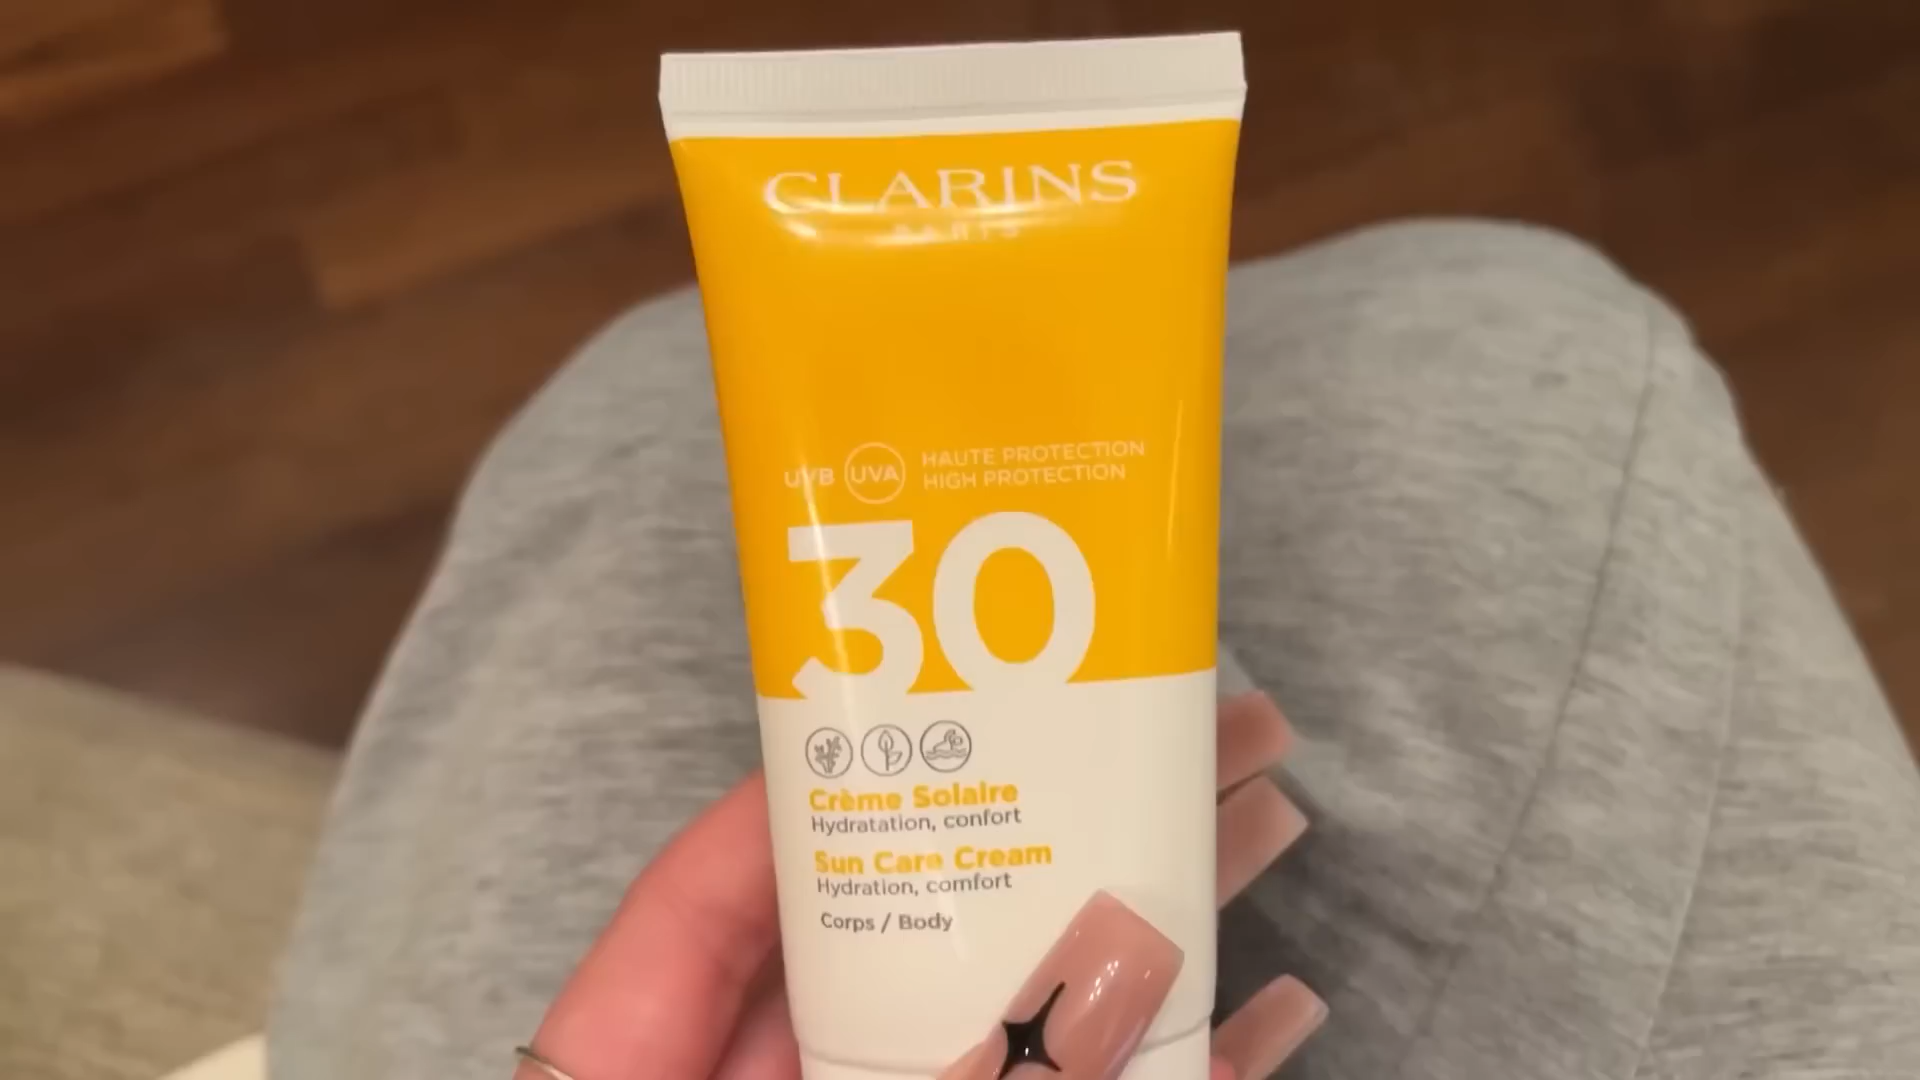 CLARINS
PARIS
UVB UVA HAUTE PROTECTION
HIGH PROTECTION
30
Crème Solaire
Hydratation, confort
Sun Care Cream
Hydration, comfort
Corps / Body